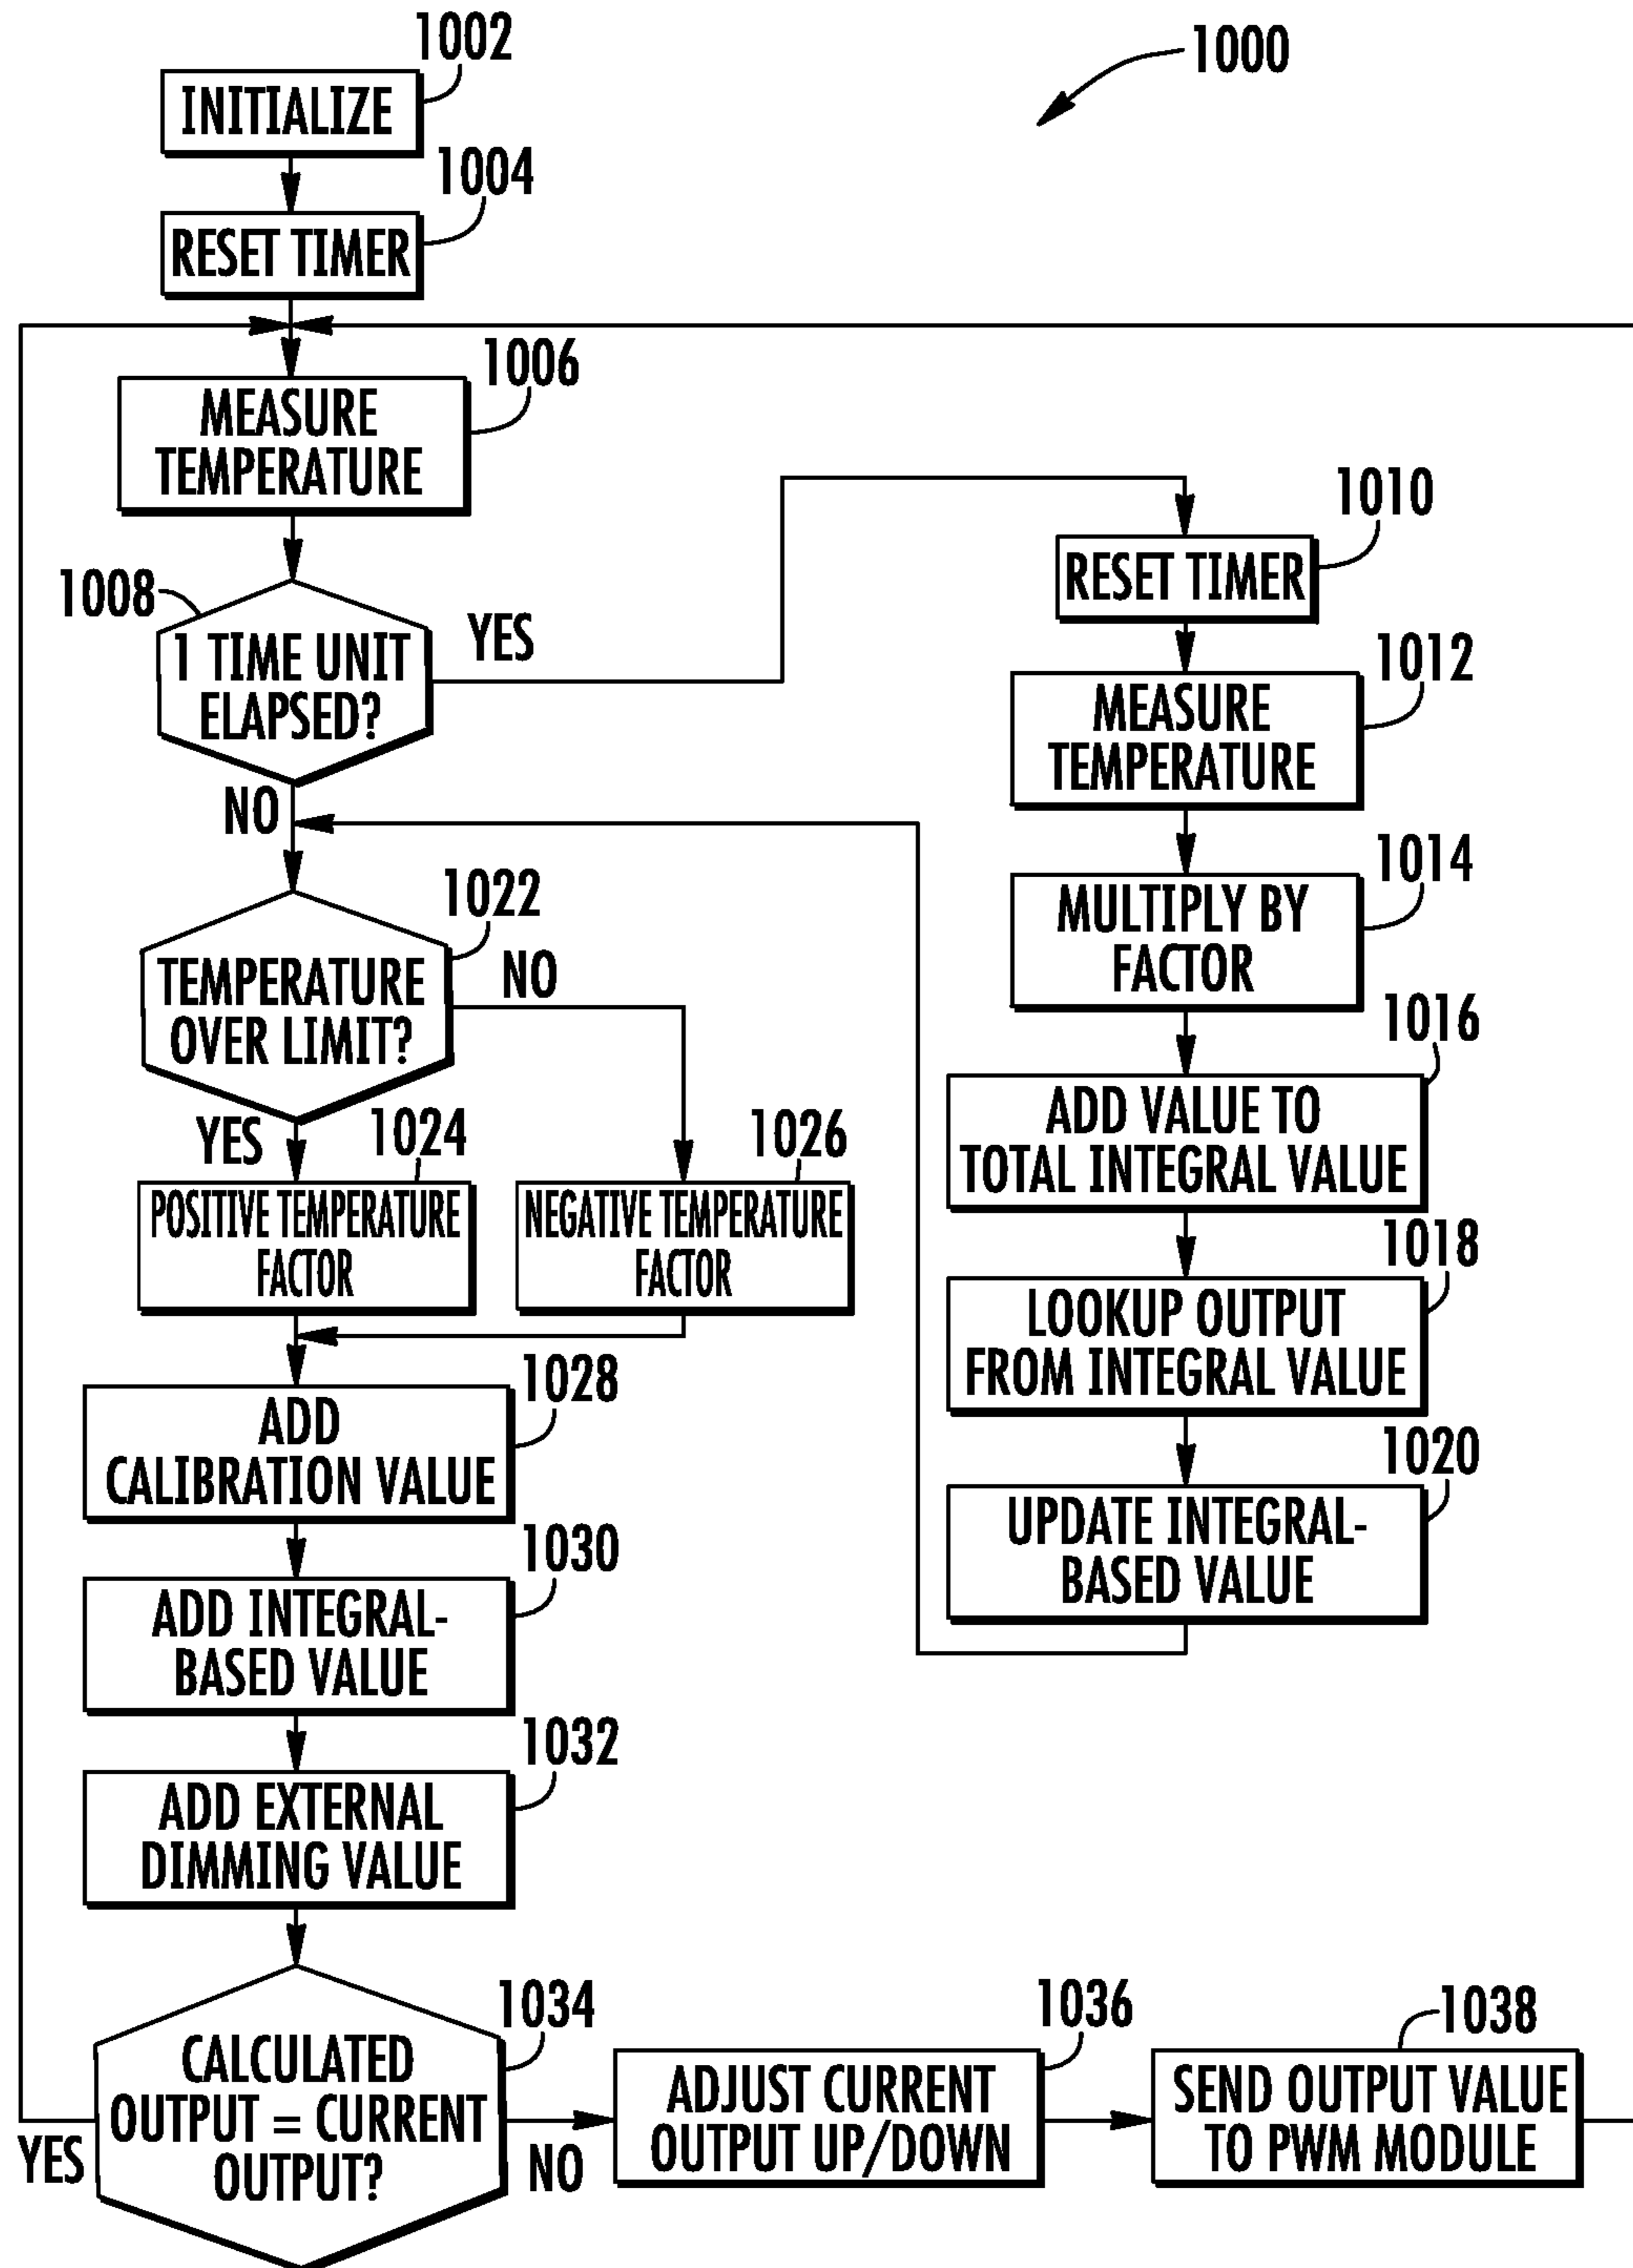 1000
1002
INITIALIZE
1004
RESET TIMER
1006
MEASURE
TEMPERATURE
1008
1 TIME UNIT
ELAPSED?
YES
NO
1010
RESET TIMER
1012
MEASURE
TEMPERATURE
1014
MULTIPLY BY
FACTOR
1016
ADD VALUE TO
TOTAL INTEGRAL VALUE
1018
LOOKUP OUTPUT
FROM INTEGRAL VALUE
1020
UPDATE INTEGRAL-
BASED VALUE
1022
TEMPERATURE
OVER LIMIT?
NO
YES
1024
POSITIVE TEMPERATURE
FACTOR
1026
NEGATIVE TEMPERATURE
FACTOR
1028
ADD
CALIBRATION VALUE
1030
ADD INTEGRAL-
BASED VALUE
1032
ADD EXTERNAL
DIMMING VALUE
1034
CALCULATED
OUTPUT = CURRENT
OUTPUT?
YES
NO
1036
ADJUST CURRENT
OUTPUT UP/DOWN
1038
SEND OUTPUT VALUE
TO PWM MODULE